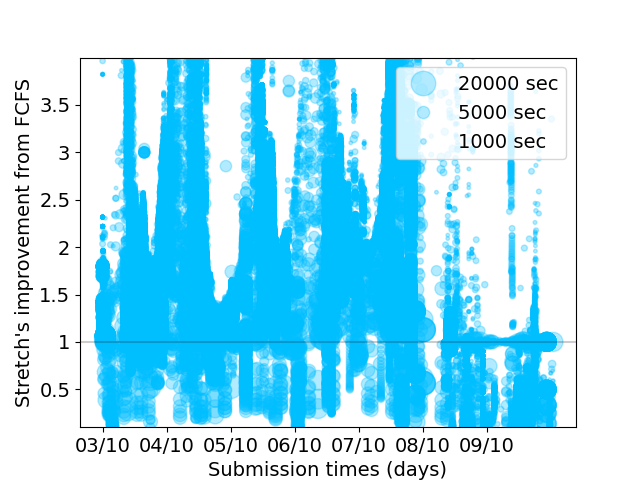 Stretch's improvement from FCFS
3.5
3
2.5
2
1.5
1
0.5
20000 sec
5000 sec
1000 sec
03/10 04/10 05/10 06/10 07/10 08/10 09/10
Submission times (days)